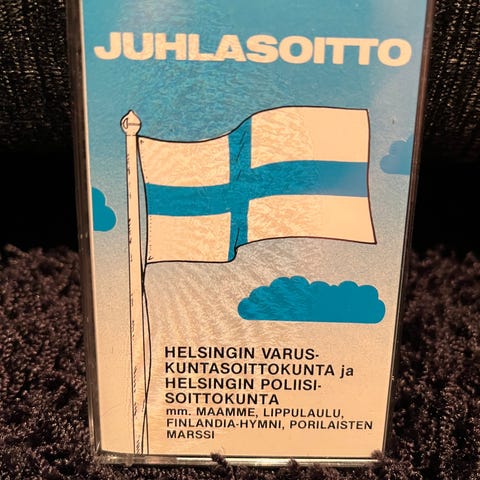 JUHLASOITTO
HELSINGIN VARUS-
KUNTASOITTOKUNTA ja
HELSINGIN POLIISI-
SOITTOKUNTA
mm. MAAMME, LIPPULAULU,
FINLANDIA-HYMNI, PORILAISTEN
MARSSI